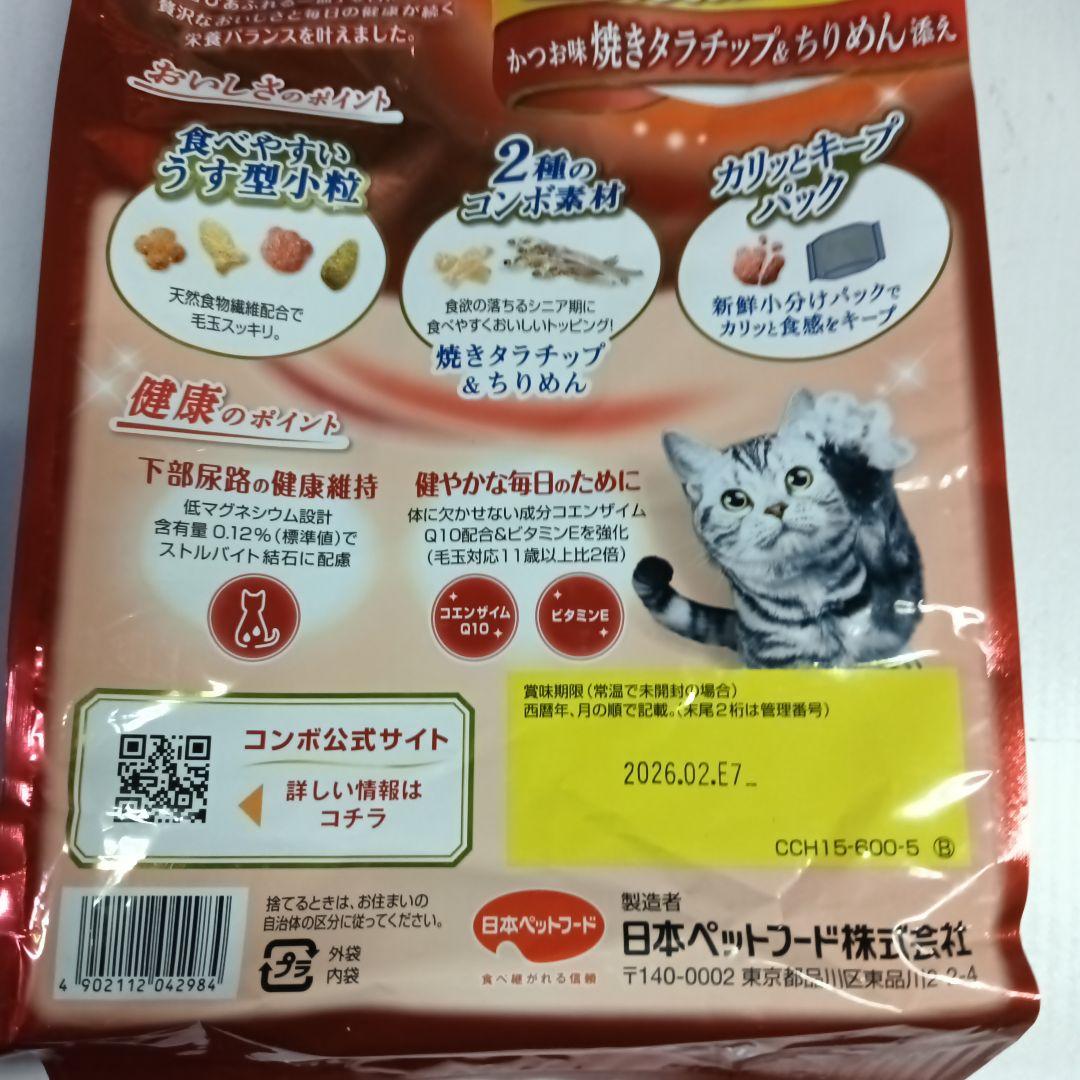 贅沢なおいしさと毎日の健康が続く
栄養バランスを叶えました。
かつお味 焼きタラチップ&ちりめん添え
おいしさのポイント
食べやすい
うす型小粒
天然食物繊維配合で
毛玉スッキリ。
2種の
コンボ素材
食欲の落ちるシニア期に
食べやすくおいしいトッピング!
焼きタラチップ
&ちりめん
カリッとキープ
パック
新鮮小分けパックで
カリッと食感をキープ
健康のポイント
下部尿路の健康維持
低マグネシウム設計
含有量 0.12%(標準値)で
ストルバイト結石に配慮
健やかな毎日のために
体に欠かせない成分コエンザイム
Q10配合&ビタミンEを強化
(毛玉対応11歳以上比2倍)
コエンザイム
Q10
ビタミンE
コンボ公式サイト
詳しい情報は
コチラ
賞味期限(常温で未開封の場合)
西暦年、月の順で記載。(末尾2桁は管理番号)
2026.02.E7_
CCH15-600-5 Ⓑ
4 902112 042984
捨てるときは、お住まいの
自治体の区分に従ってください。
プラ
外袋
内袋
日本ペットフード
食べ継がれる信頼
製造者
日本ペットフード株式会社
〒140-0002 東京都品川区東品川2-2-4